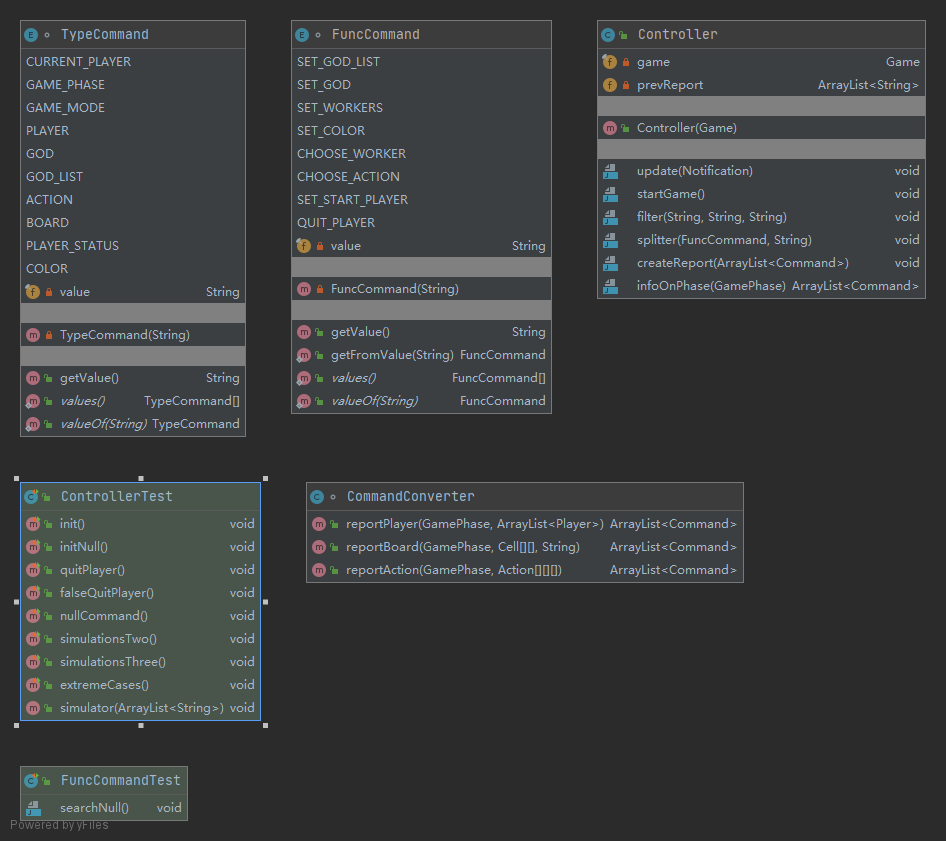 TypeCommand
CURRENT_PLAYER
GAME_PHASE
GAME_MODE
PLAYER
GOD
GOD_LIST
ACTION
BOARD
PLAYER_STATUS
COLOR
value String
TypeCommand(String)
getValue() String
values() TypeCommand[]
valueOf(String) TypeCommand
FuncCommand
SET_GOD_LIST
SET_GOD
SET_WORKERS
SET_COLOR
CHOOSE_WORKER
CHOOSE_ACTION
SET_START_PLAYER
QUIT_PLAYER
value String
FuncCommand(String)
getValue() String
getFromValue(String) FuncCommand
values() FuncCommand[]
valueOf(String) FuncCommand
Controller
game Game
prevReport ArrayList<String>
Controller(Game)
update(Notification) void
startGame() void
filter(String, String, String) void
splitter(FuncCommand, String) void
createReport(ArrayList<Command>) void
infoOnPhase(GamePhase) ArrayList<Command>
ControllerTest
init() void
initNull() void
quitPlayer() void
falseQuitPlayer() void
nullCommand() void
simulationsTwo() void
simulationsThree() void
extremeCases() void
simulator(ArrayList<String>) void
CommandConverter
reportPlayer(GamePhase, ArrayList<Player>) ArrayList<Command>
reportBoard(GamePhase, Cell[][], String) ArrayList<Command>
reportAction(GamePhase, Action[][][]) ArrayList<Command>
FuncCommandTest
searchNull() void
Powered by yFiles